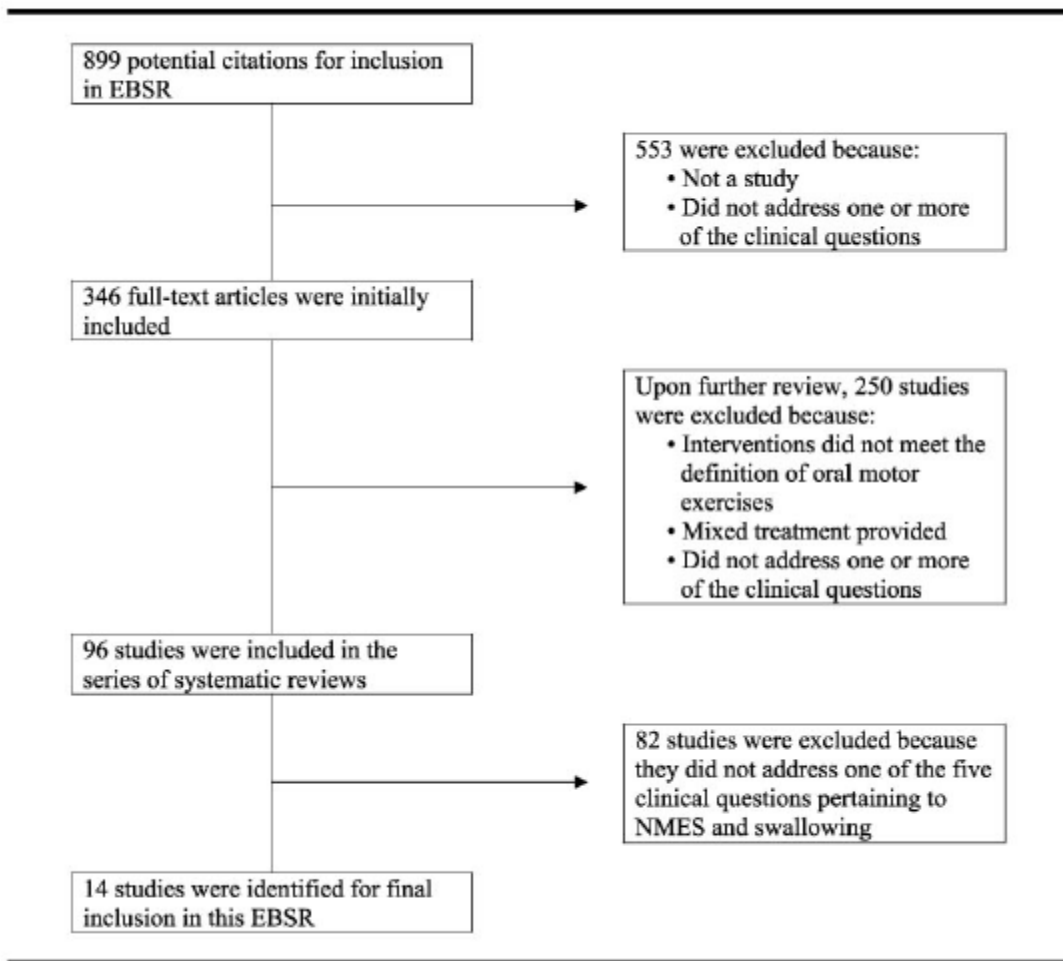 899 potential citations for inclusion
in EBSR
553 were excluded because:
• Not a study
• Did not address one or more
of the clinical questions
346 full-text articles were initially
included
Upon further review, 250 studies
were excluded because:
• Interventions did not meet the
definition of oral motor
exercises
• Mixed treatment provided
• Did not address one or more
of the clinical questions
96 studies were included in the
series of systematic reviews
82 studies were excluded because
they did not address one of the five
clinical questions pertaining to
NMES and swallowing
14 studies were identified for final
inclusion in this EBSR